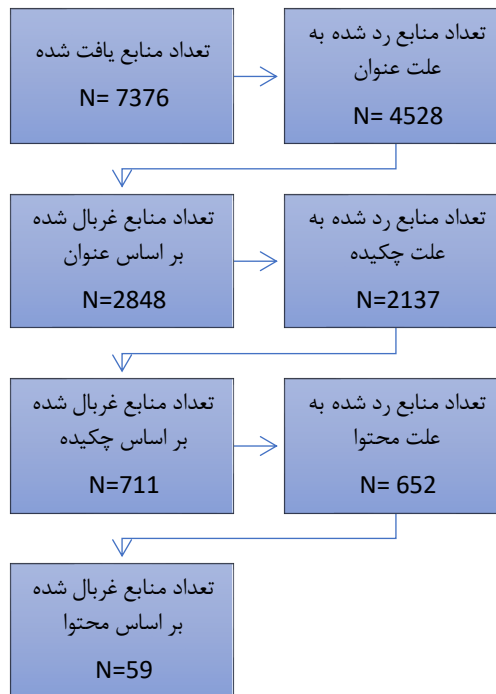 تعداد منابع یافت شده
N= 7376
تعداد منابع رد شده به
علت عنوان
N= 4528
تعداد منابع غربال شده
بر اساس عنوان
N=2848
تعداد منابع رد شده به
علت چکیده
N=2137
تعداد منابع غربال شده
بر اساس چکیده
N=711
تعداد منابع رد شده به
علت محتوا
N= 652
تعداد منابع غربال شده
بر اساس محتوا
N=59